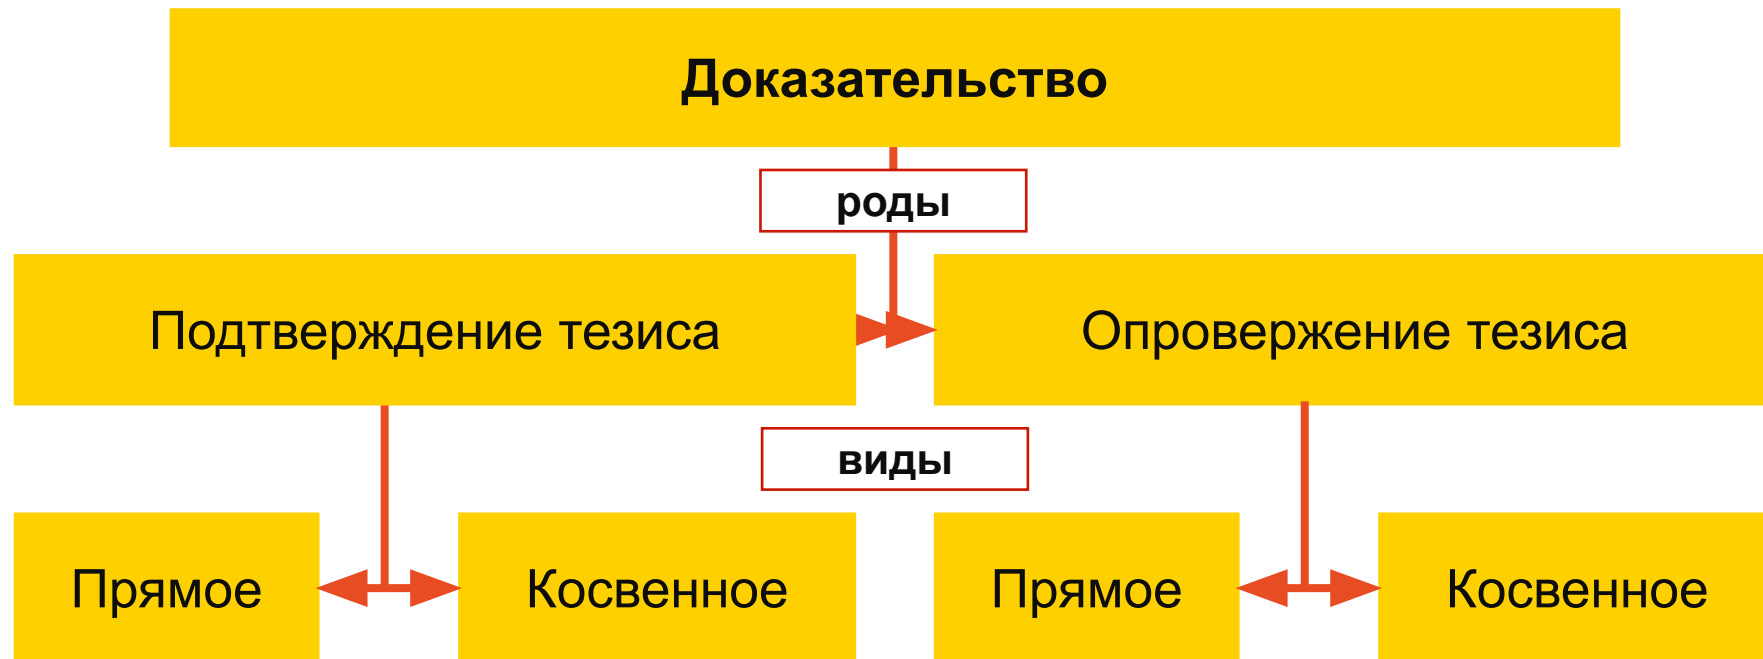 Доказательство
роды
Подтверждение тезиса
Опровержение тезиса
виды
Прямое
Косвенное
Прямое
Косвенное